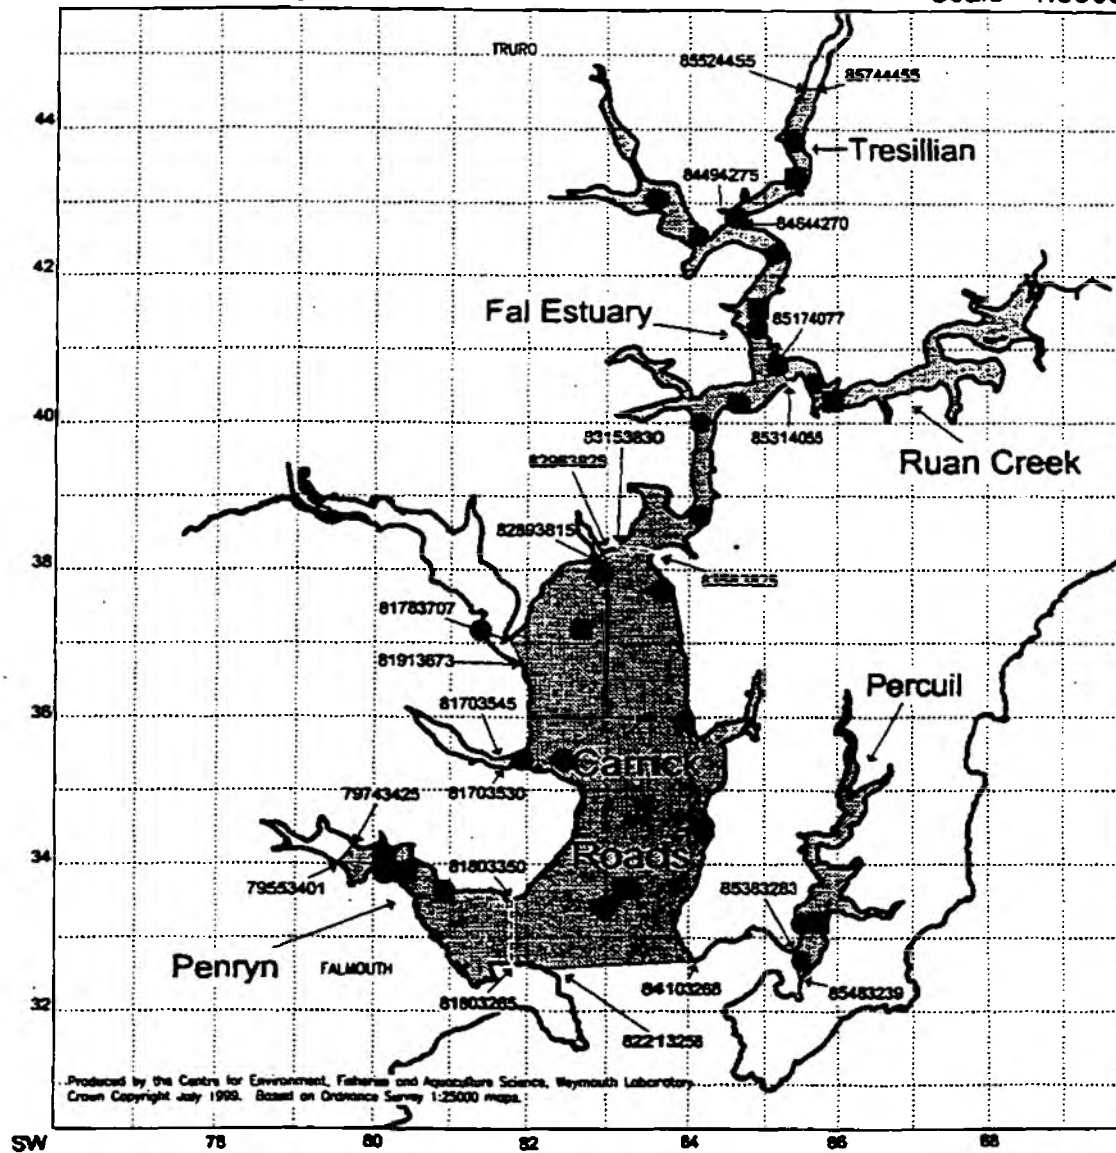 TRURO
85524455
85744455
44
Tresillian
84494275
84644270
42
Fal Estuary
85174077
40
83153830
85314055
82963825
Ruan Creek
82893815
38
83583825
81783707
81913673
Percuil
81703545
36
Carrick
79743425
81703530
Roads
34
81803350
79553401
85383283
Penryn
FALMOUTH
32
81803265
84103268
85483239
82213258
Produced by the Centre for Environment, Fisheries and Aquaculture Science, Weymouth Laboratory.
Crown Copyright July 1999. Based on Ordnance Survey 1:25000 maps.
SW 78 80 82 84 86 88